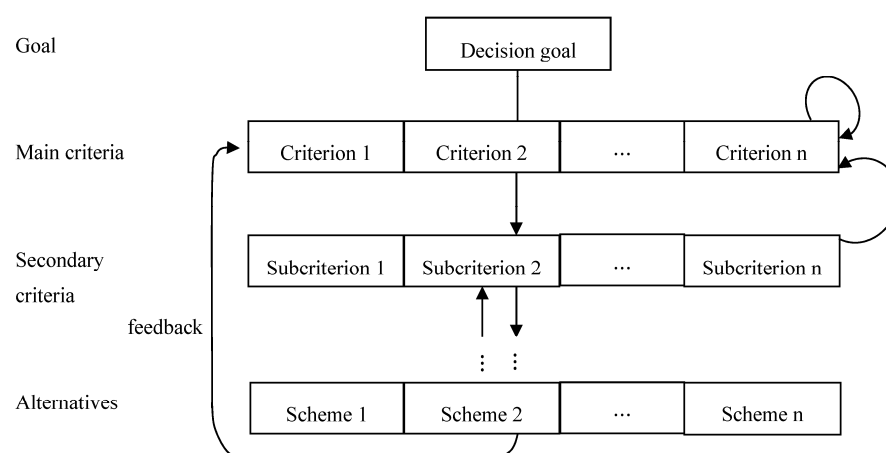 Goal
Decision goal
Main criteria
Criterion 1
Criterion 2
...
Criterion n
Secondary
criteria
Subcriterion 1
Subcriterion 2
...
Subcriterion n
feedback
Alternatives
Scheme 1
Scheme 2
...
Scheme n